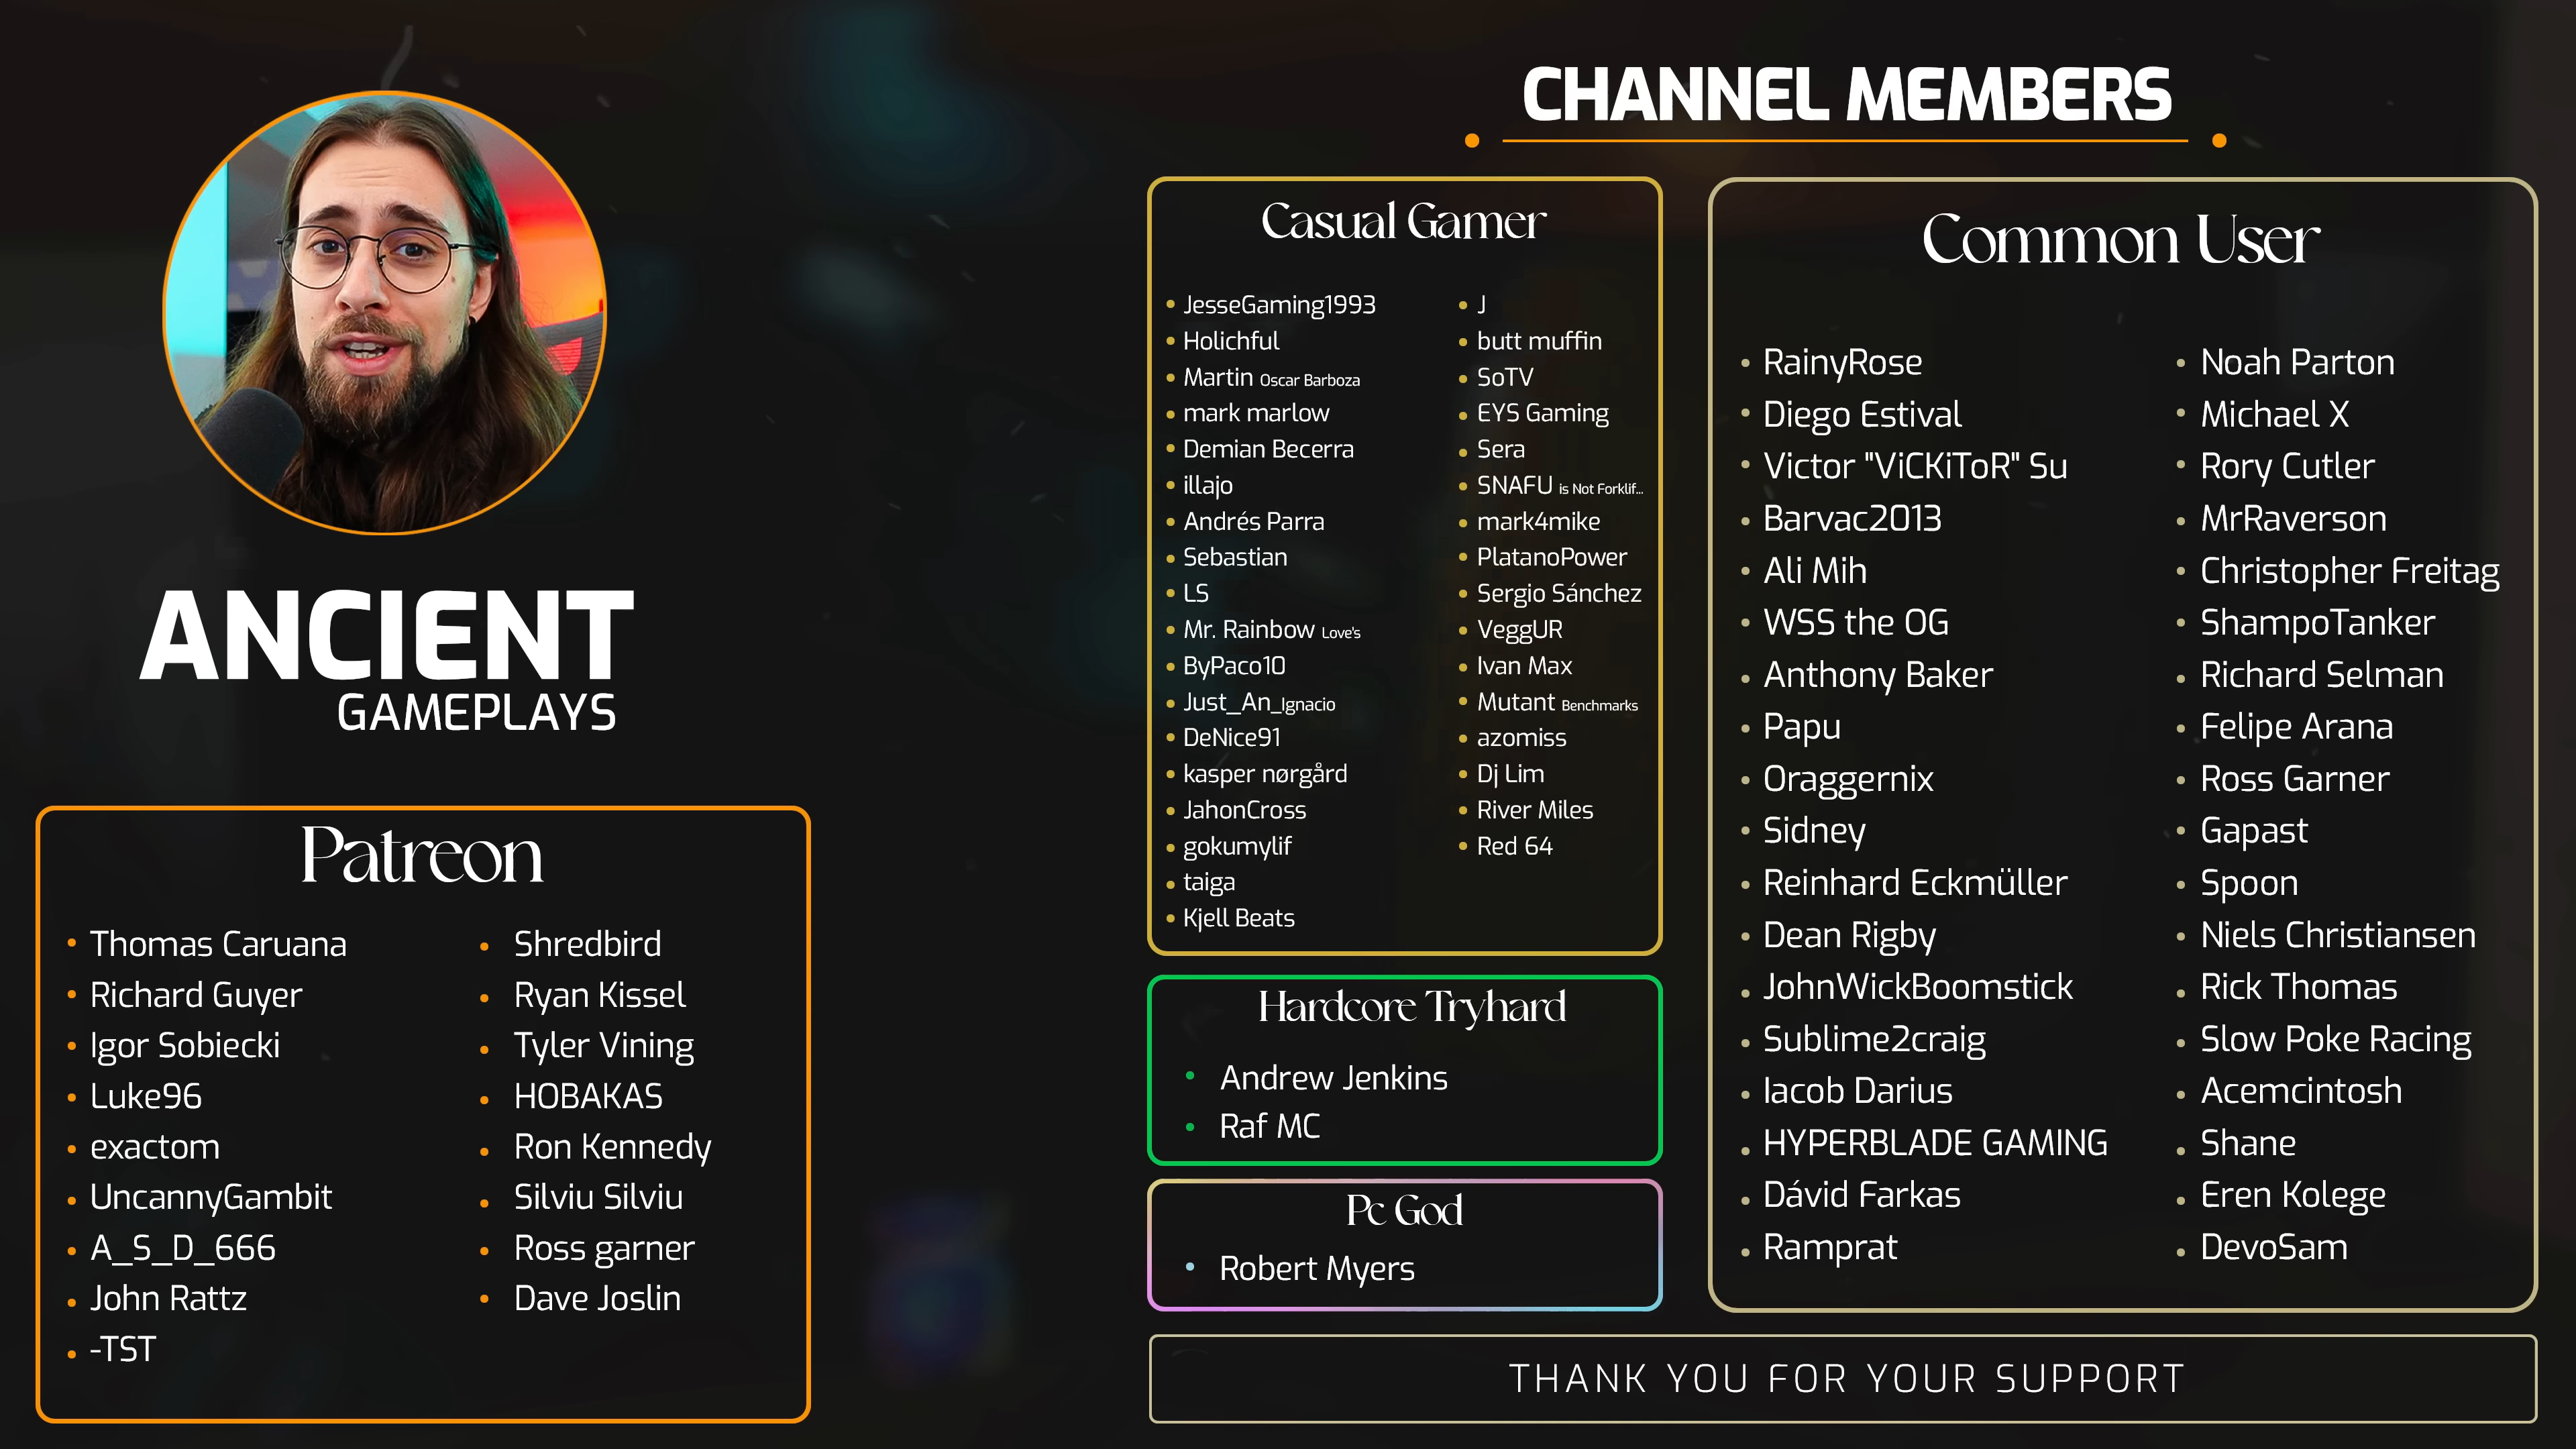 ANCIENT
GAMEPLAYS
Patreon
Thomas Caruana
Richard Guyer
Igor Sobiecki
Luke96
exactom
UncannyGambit
A_S_D_666
John Rattz
-TST
Shredbird
Ryan Kissel
Tyler Vining
HOBAKAS
Ron Kennedy
Silviu Silviu
Ross garner
Dave Joslin
CHANNEL MEMBERS
Casual Gamer
JesseGaming1993
Holichful
Martin Oscar Barboza
mark marlow
Demian Becerra
illajo
Andrés Parra
Sebastian
LS
Mr. Rainbow Love's
ByPaco10
Just_An_Ignacio
DeNice91
kasper nørgård
JahonCross
gokumylif
taiga
Kjell Beats
J
butt muffin
SoTV
EYS Gaming
Sera
SNAFU is Not Forklif...
mark4mike
PlatanoPower
Sergio Sánchez
VeggUR
Ivan Max
Mutant Benchmarks
azomiss
Dj Lim
River Miles
Red 64
Hardcore Tryhard
Andrew Jenkins
Raf MC
Pc God
Robert Myers
Common User
RainyRose
Diego Estival
Victor "ViCKiToR" Su
Barvac2013
Ali Mih
WSS the OG
Anthony Baker
Papu
Oraggernix
Sidney
Reinhard Eckmüller
Dean Rigby
JohnWickBoomstick
Sublime2craig
Iacob Darius
HYPERBLADE GAMING
Dávid Farkas
Ramprat
Noah Parton
Michael X
Rory Cutler
MrRaverson
Christopher Freitag
ShampoTanker
Richard Selman
Felipe Arana
Ross Garner
Gapast
Spoon
Niels Christiansen
Rick Thomas
Slow Poke Racing
Acemcintosh
Shane
Eren Kolege
DevoSam
THANK YOU FOR YOUR SUPPORT